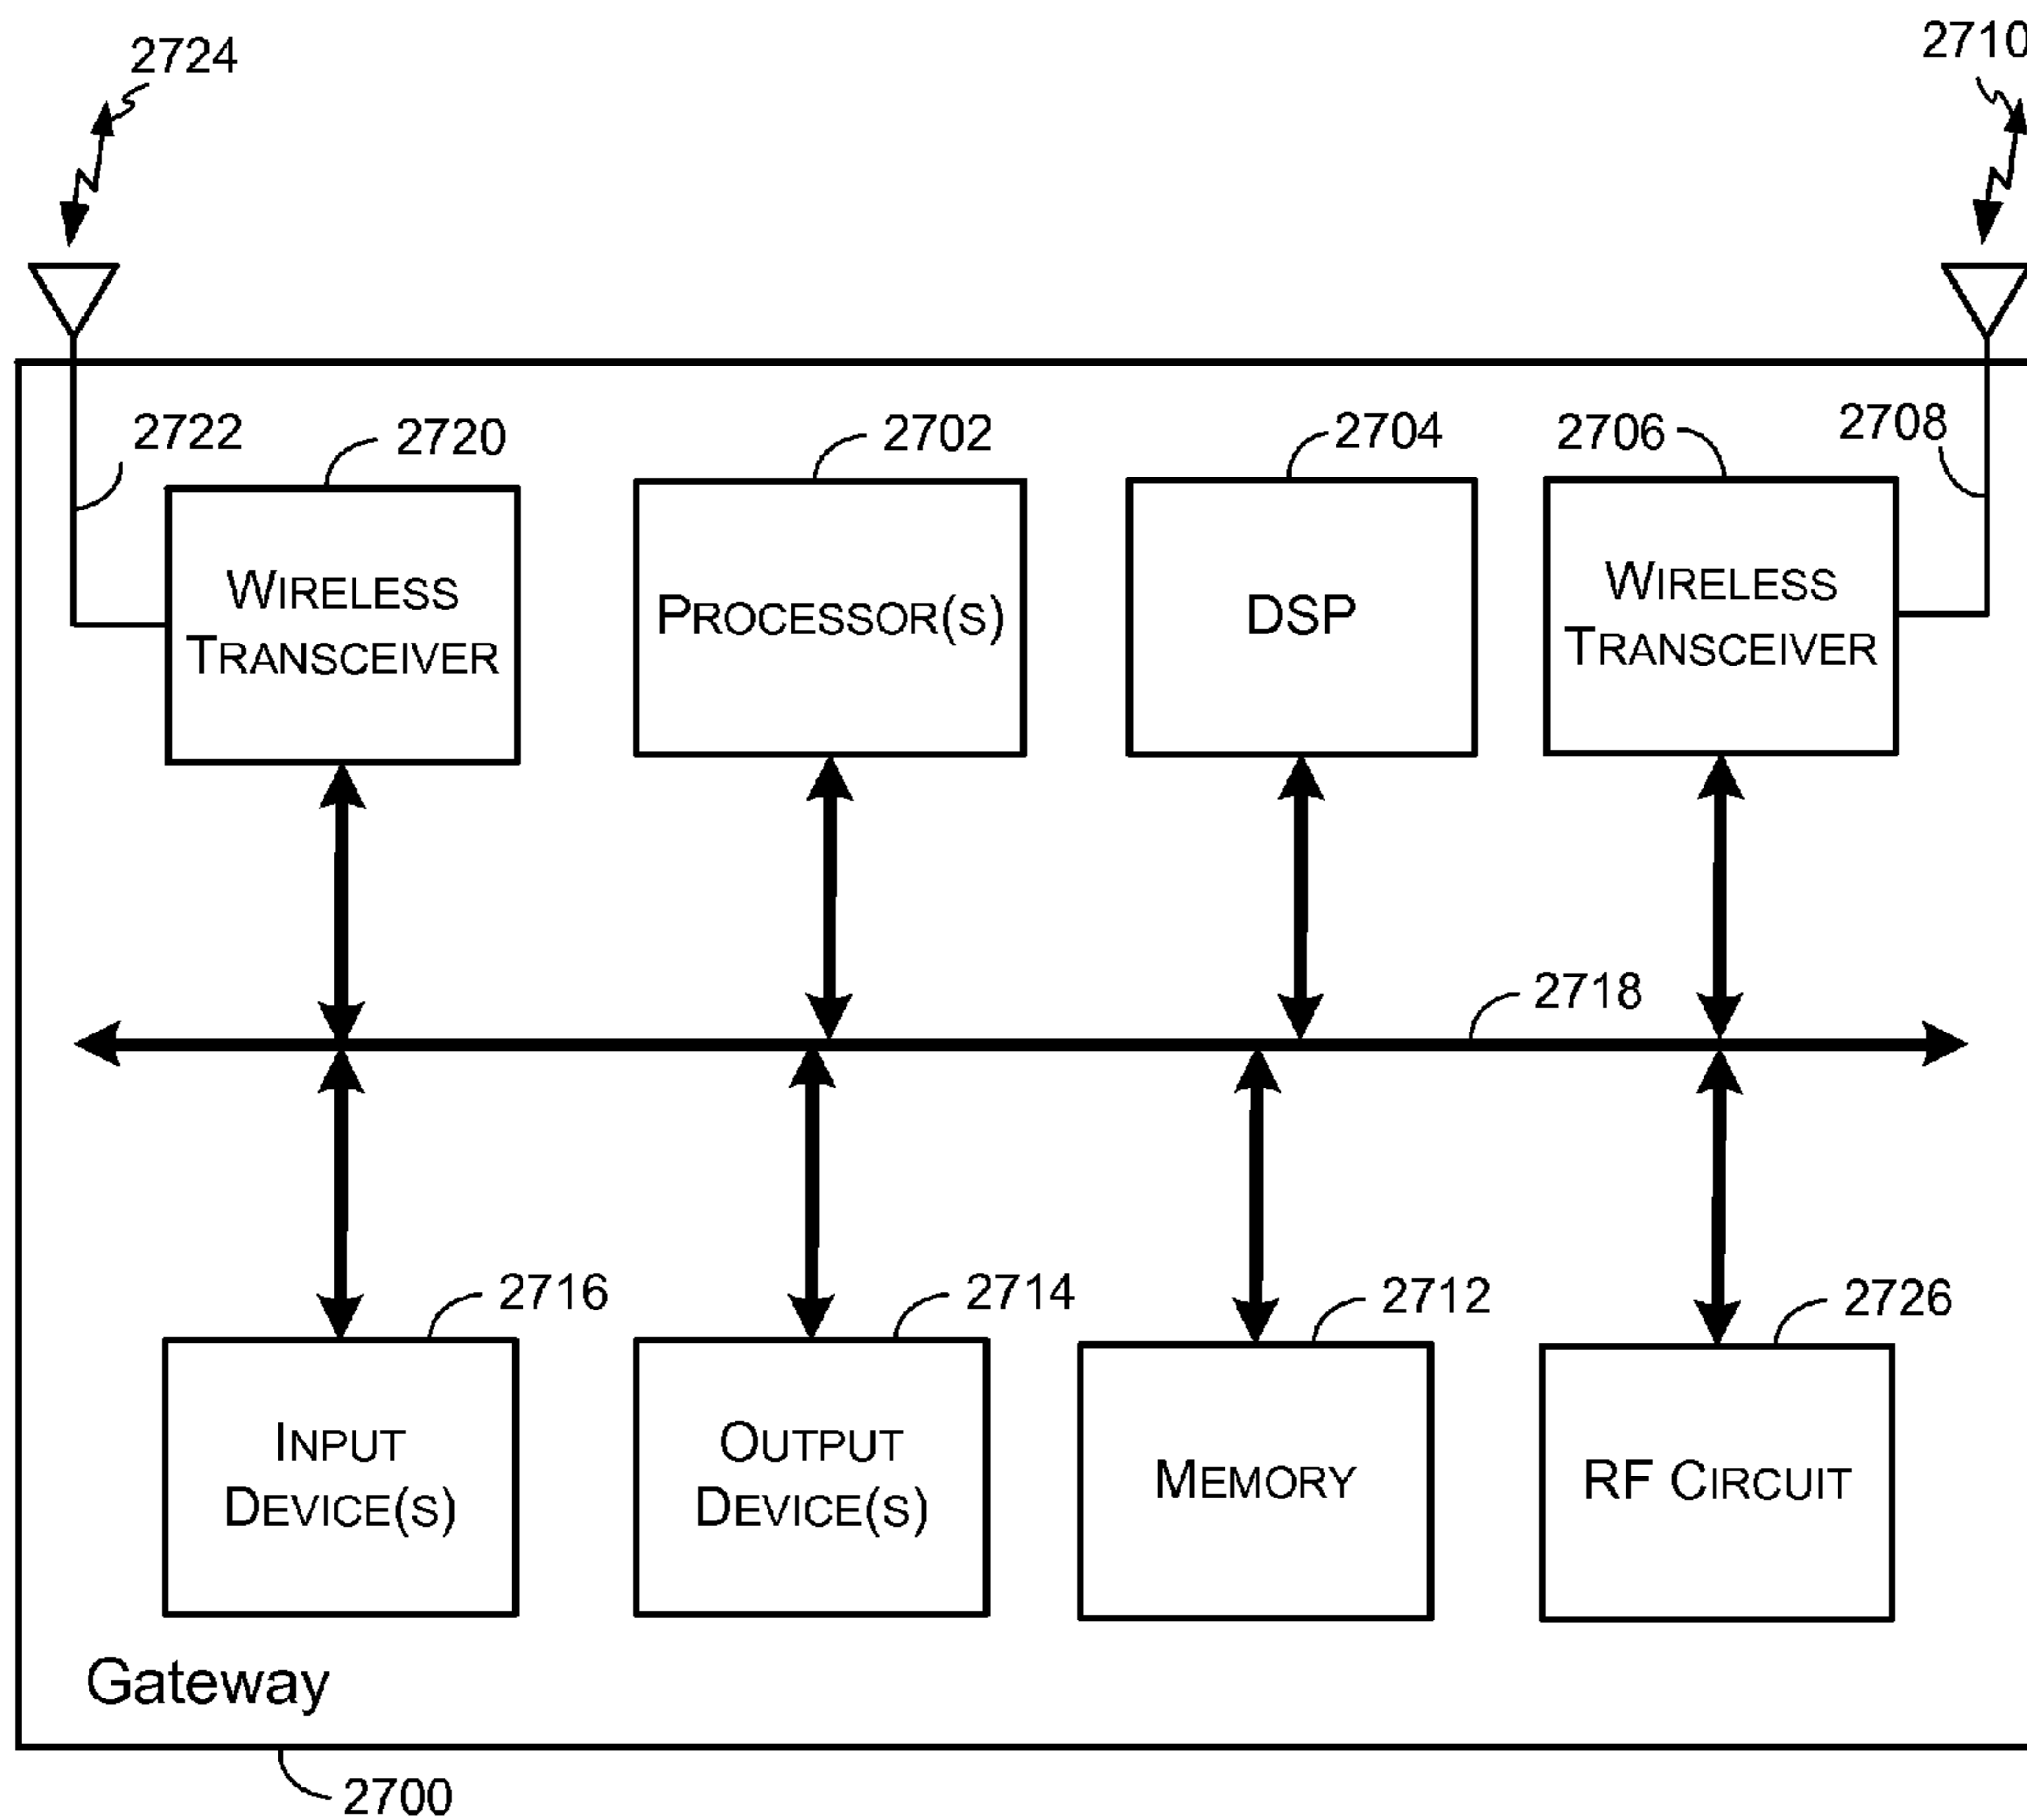 2724
2710
2722
2720
2702
2704
2706
2708
WIRELESS
TRANSCEIVER
PROCESSOR(S)
DSP
WIRELESS
TRANSCEIVER
2718
2716
2714
2712
2726
INPUT
DEVICE(S)
OUTPUT
DEVICE(S)
MEMORY
RF CIRCUIT
Gateway
2700